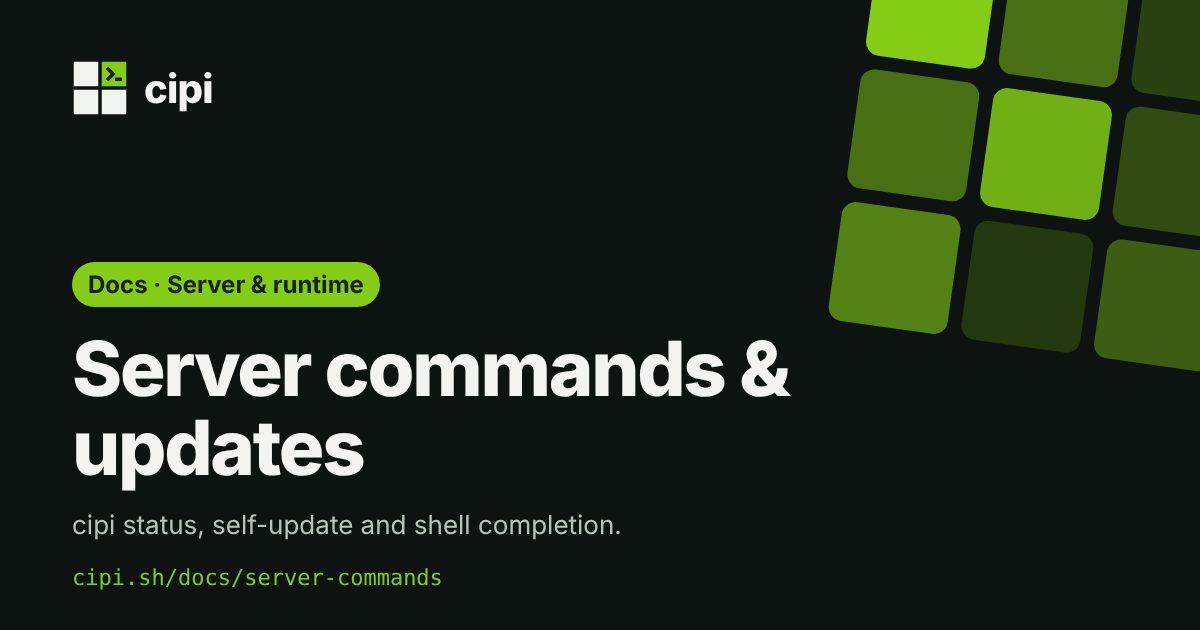 cipi
Docs · Server & runtime
Server commands &
updates
cipi status, self-update and shell completion.
cipi.sh/docs/server-commands